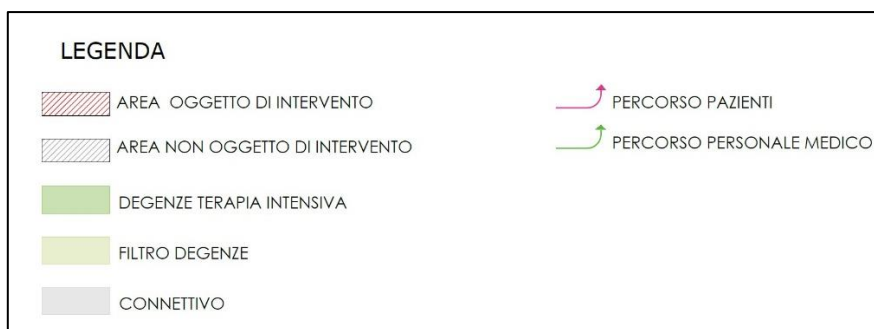 LEGENDA
AREA OGGETTO DI INTERVENTO
AREA NON OGGETTO DI INTERVENTO
DEGENZE TERAPIA INTENSIVA
FILTRO DEGENZE
CONNETTIVO
PERCORSO PAZIENTI
PERCORSO PERSONALE MEDICO